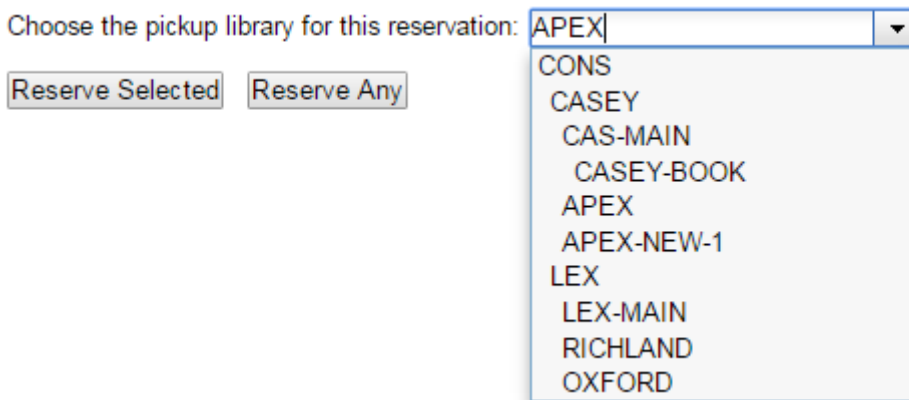 Choose the pickup library for this reservation: APEX
Reserve Selected Reserve Any
CONS
CASEY
CAS-MAIN
CASEY-BOOK
APEX
APEX-NEW-1
LEX
LEX-MAIN
RICHLAND
OXFORD